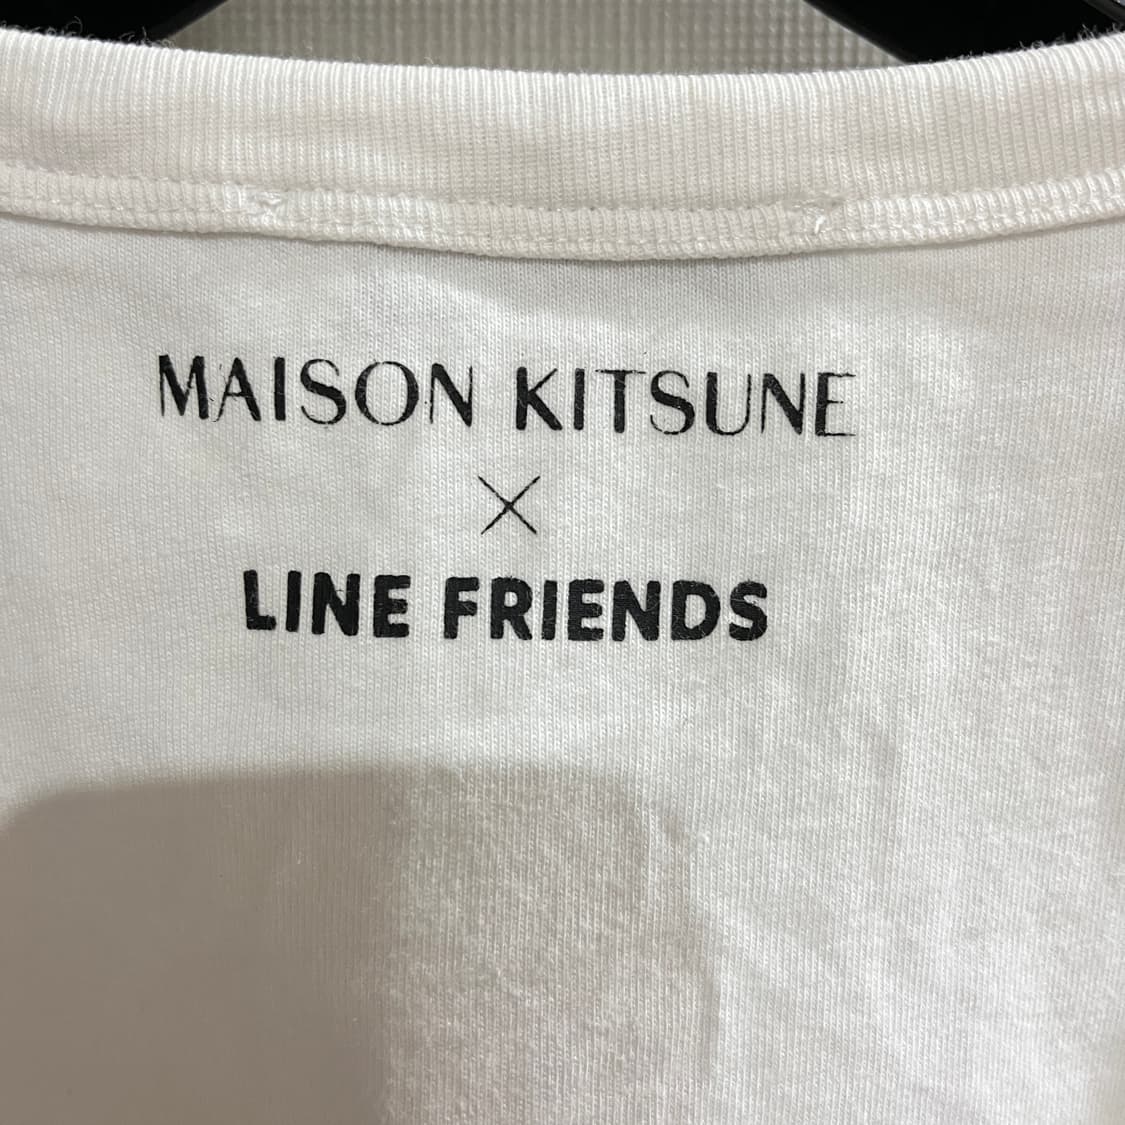 MAISON KITSUNE
×
LINE FRIENDS